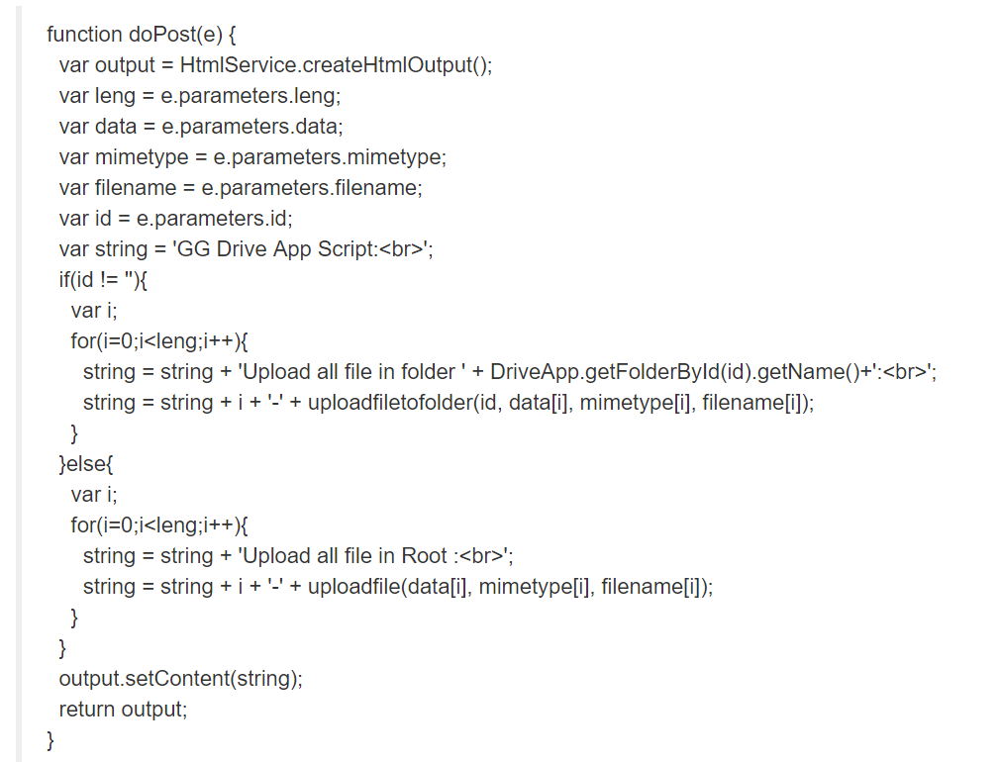 function doPost(e) {
var output = HtmlService.createHtmlOutput();
var leng = e.parameters.leng;
var data = e.parameters.data;
var mimetype = e.parameters.mimetype;
var filename = e.parameters.filename;
var id = e.parameters.id;
var string = 'GG Drive App Script:<br>';
if(id != ''){
var i;
for(i=0;i<leng;i++){
string = string + 'Upload all file in folder ' + DriveApp.getFolderById(id).getName()+':<br>';
string = string + i + '-' + uploadfiletofolder(id, data[i], mimetype[i], filename[i]);
}
}else{
var i;
for(i=0;i<leng;i++){
string = string + 'Upload all file in Root :<br>';
string = string + i + '-' + uploadfile(data[i], mimetype[i], filename[i]);
}
}
output.setContent(string);
return output;
}